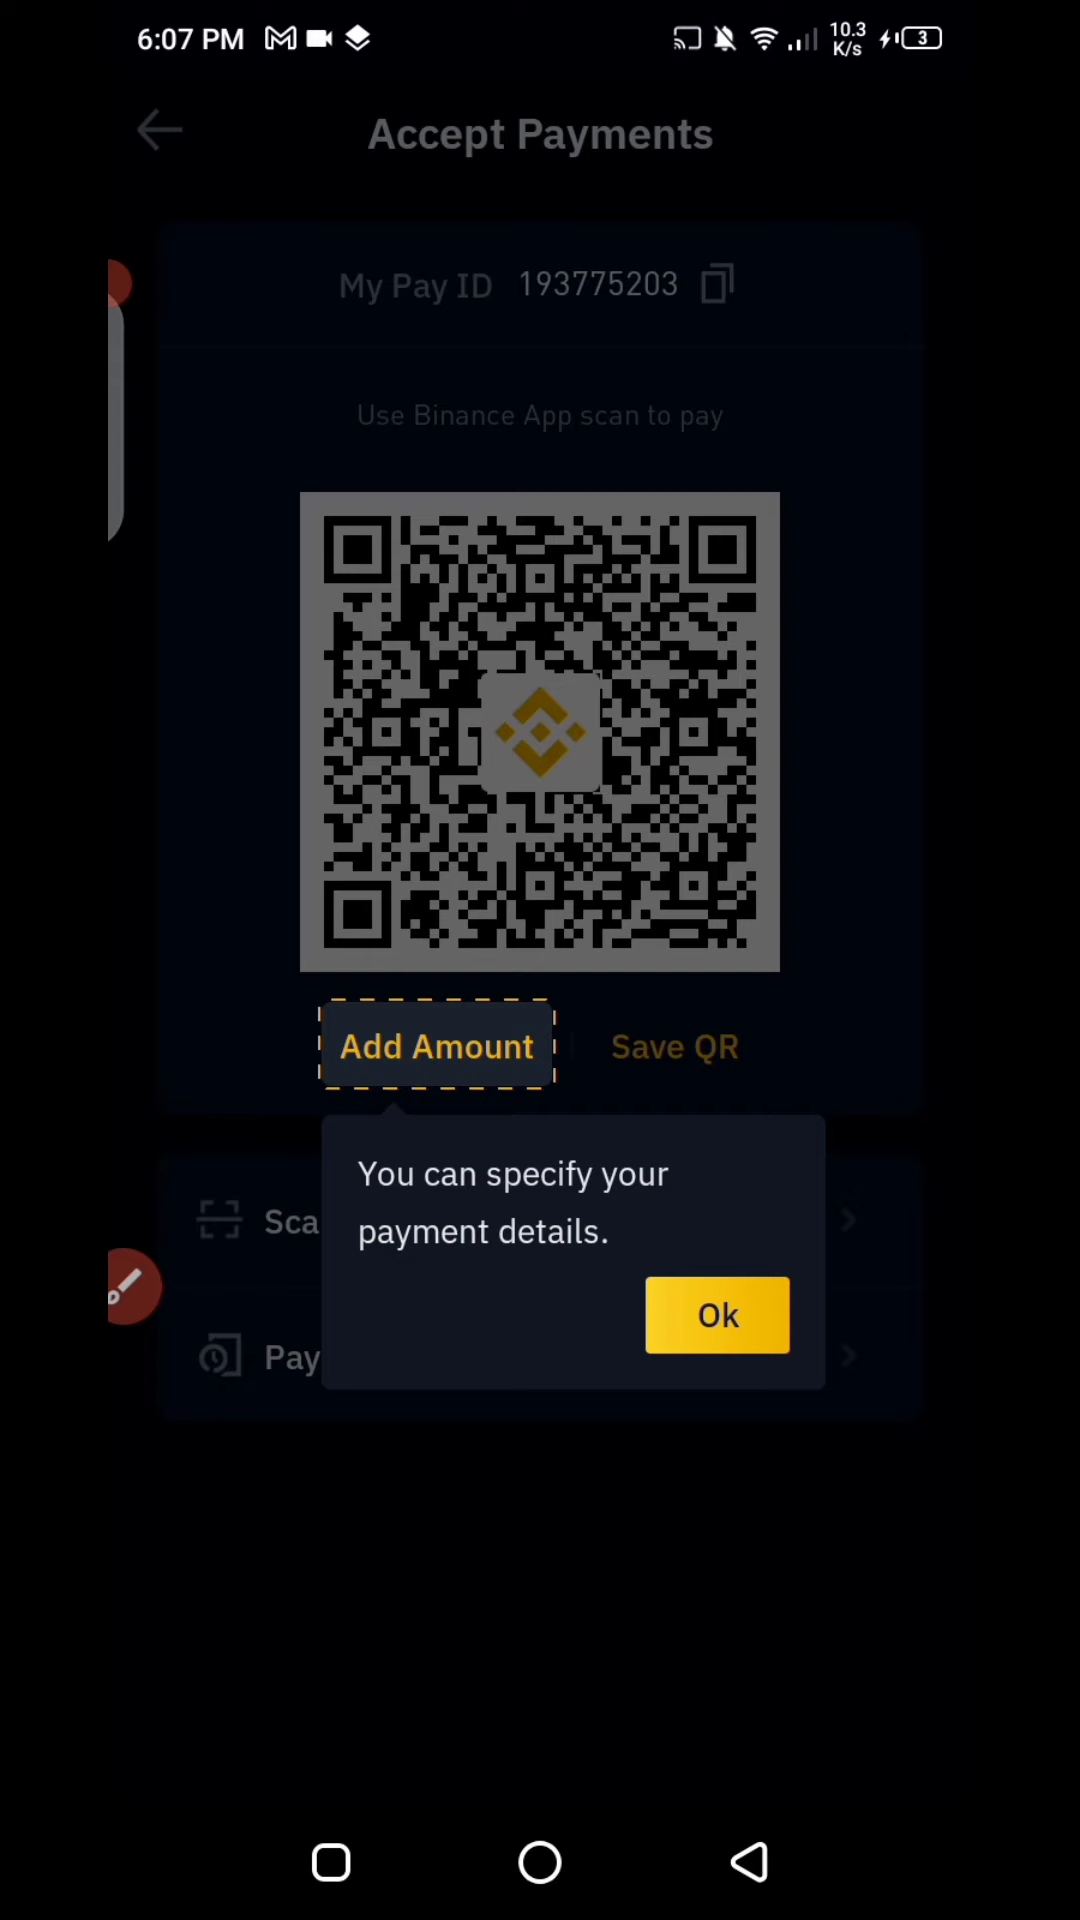 6:07 PM
10.3
K/s
3
Accept Payments
My Pay ID 193775203
Use Binance App scan to pay
Add Amount
Save QR
You can specify your
payment details.
Sca
Ok
Pay